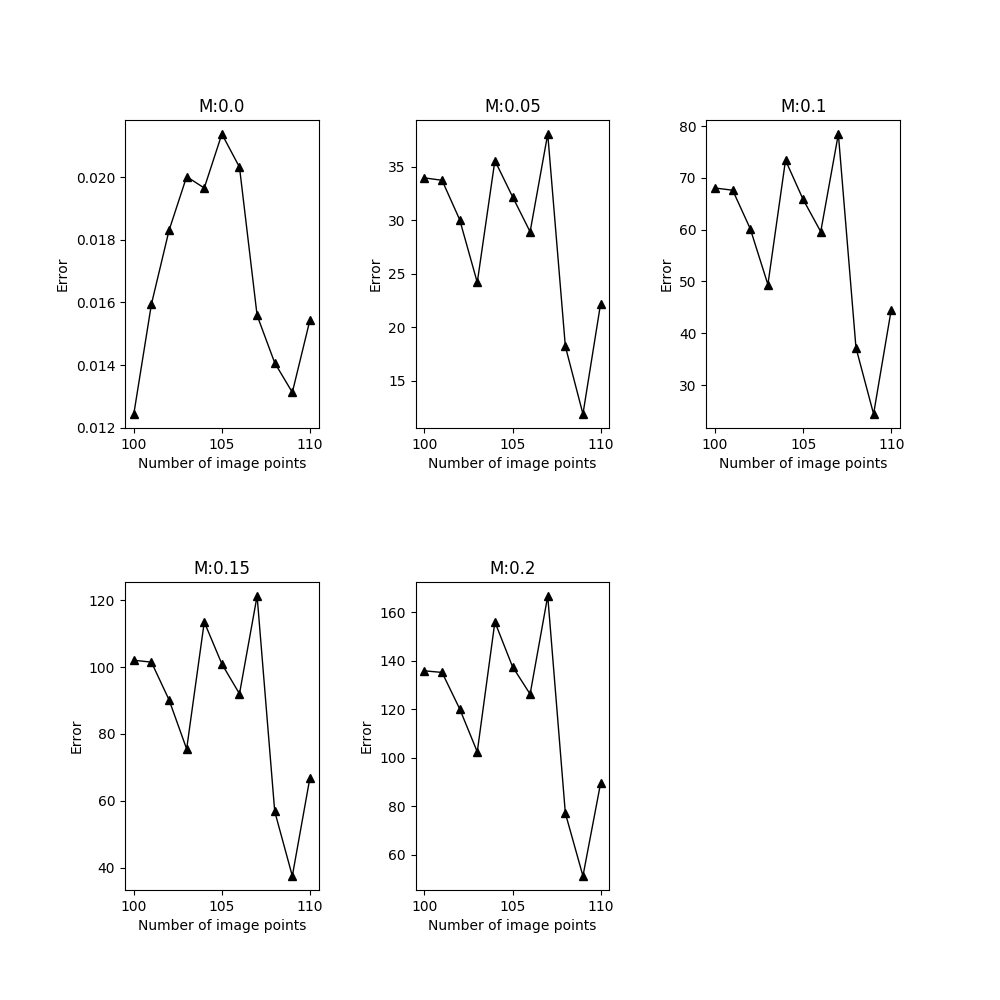 M:0.0
0.020
0.018
0.016
0.014
0.012
Error
100 105 110
Number of image points
M:0.05
35
30
25
20
15
Error
100 105 110
Number of image points
M:0.1
80
70
60
50
40
30
Error
100 105 110
Number of image points
M:0.15
120
100
80
60
40
Error
100 105 110
Number of image points
M:0.2
160
140
120
100
80
60
Error
100 105 110
Number of image points